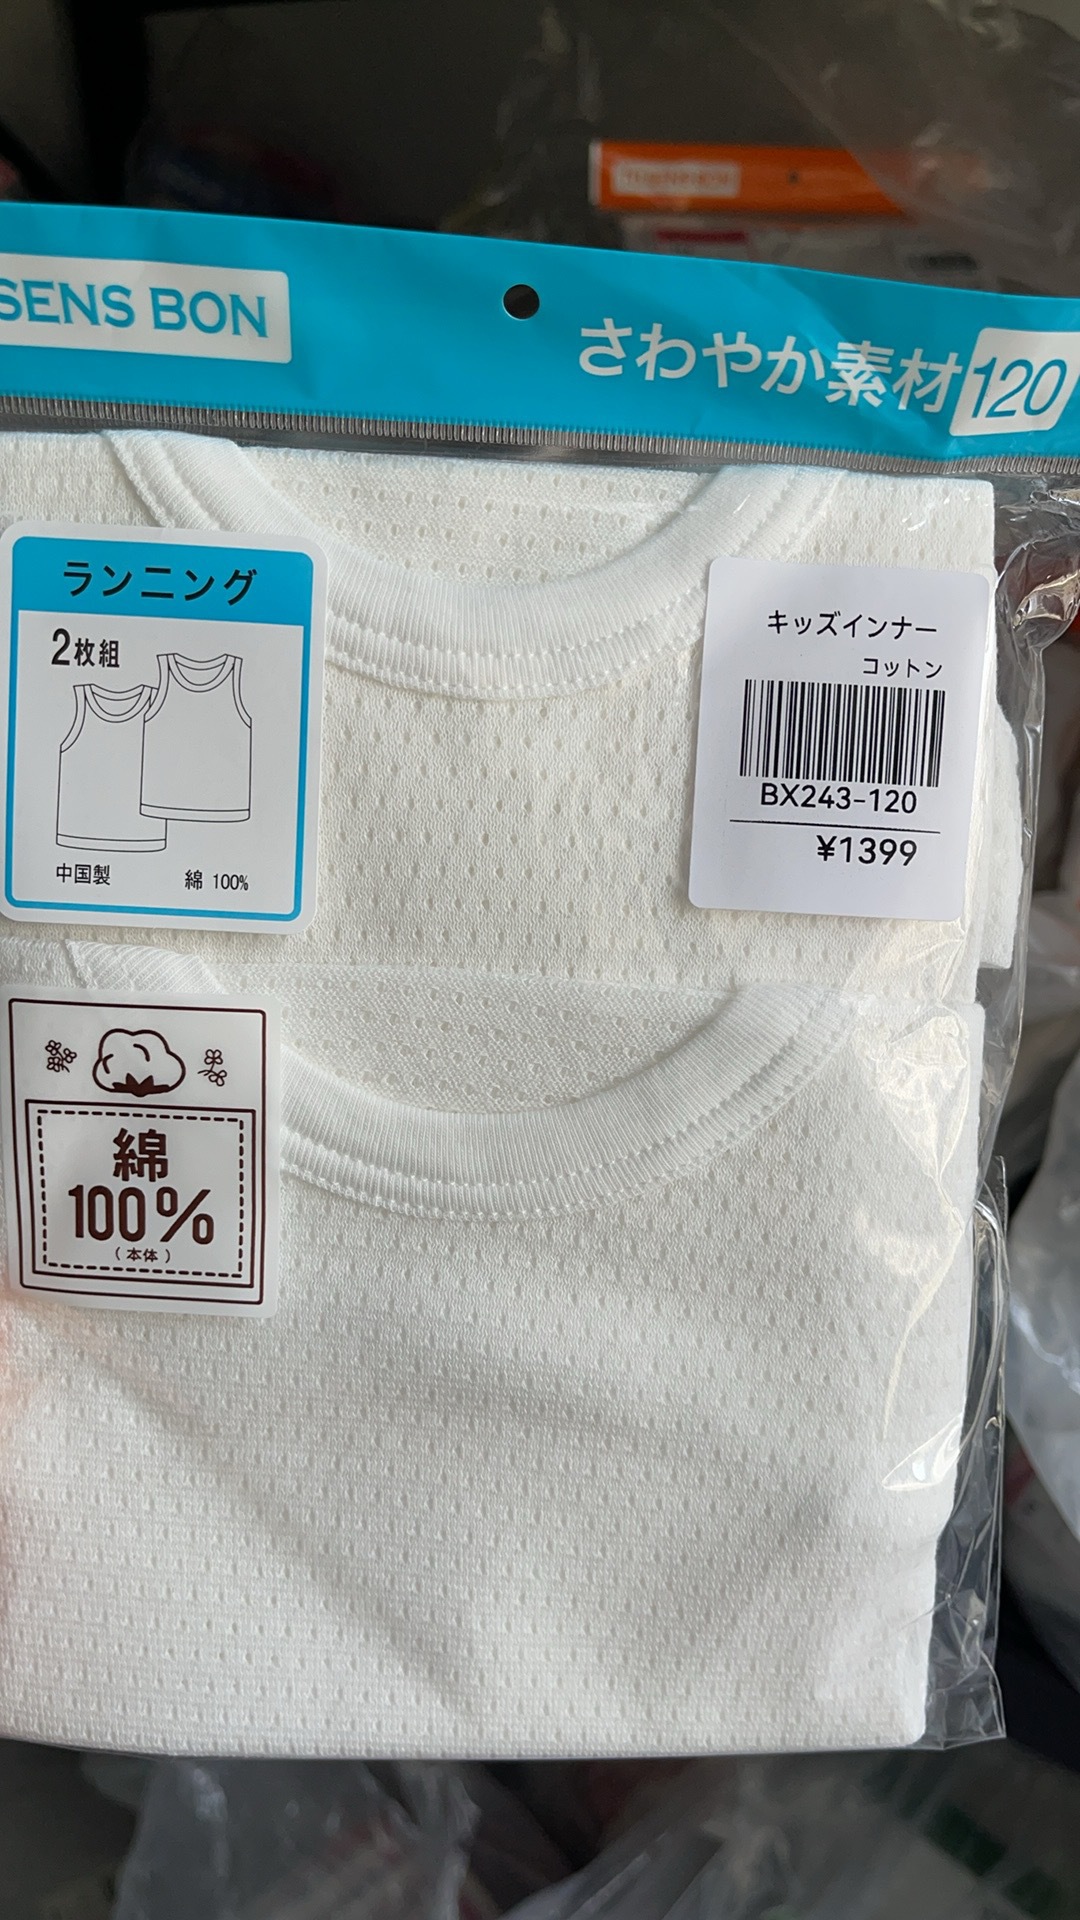 SENS BON
さわやか素材 120
ランニング
2枚組
中国製 綿 100%
キッズインナー
コットン
BX243-120
¥1399
綿
100%
(本体)